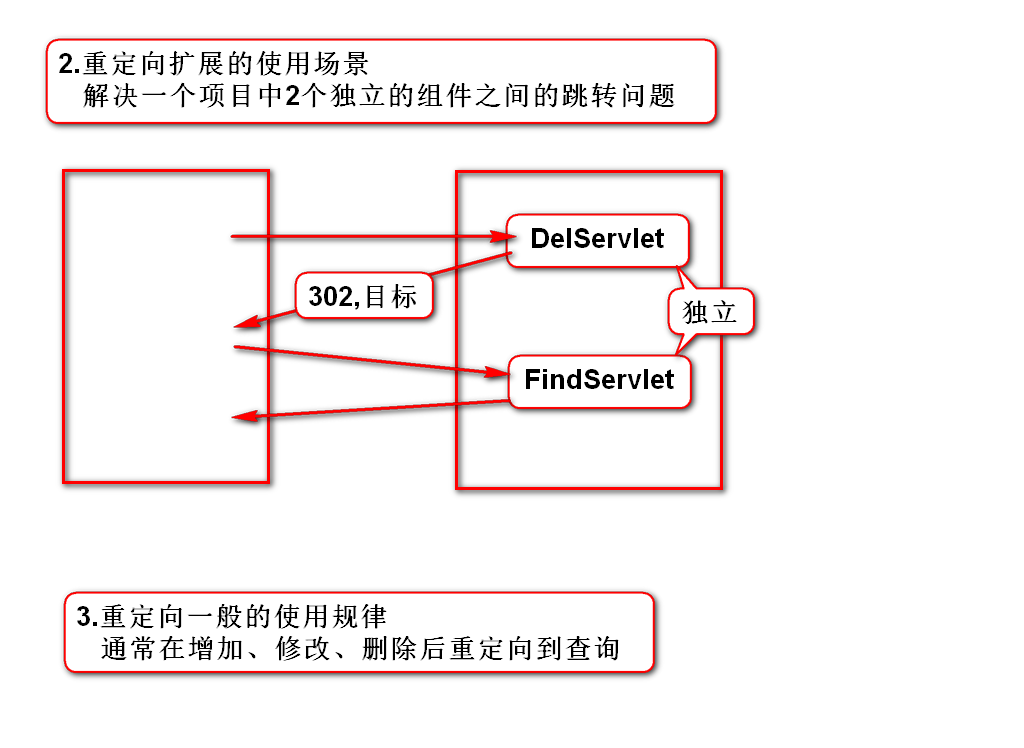 2.重定向扩展的使用场景
解决一个项目中2个独立的组件之间的跳转问题
DelServlet
302,目标
独立
FindServlet
3.重定向一般的使用规律
通常在增加、修改、删除后重定向到查询